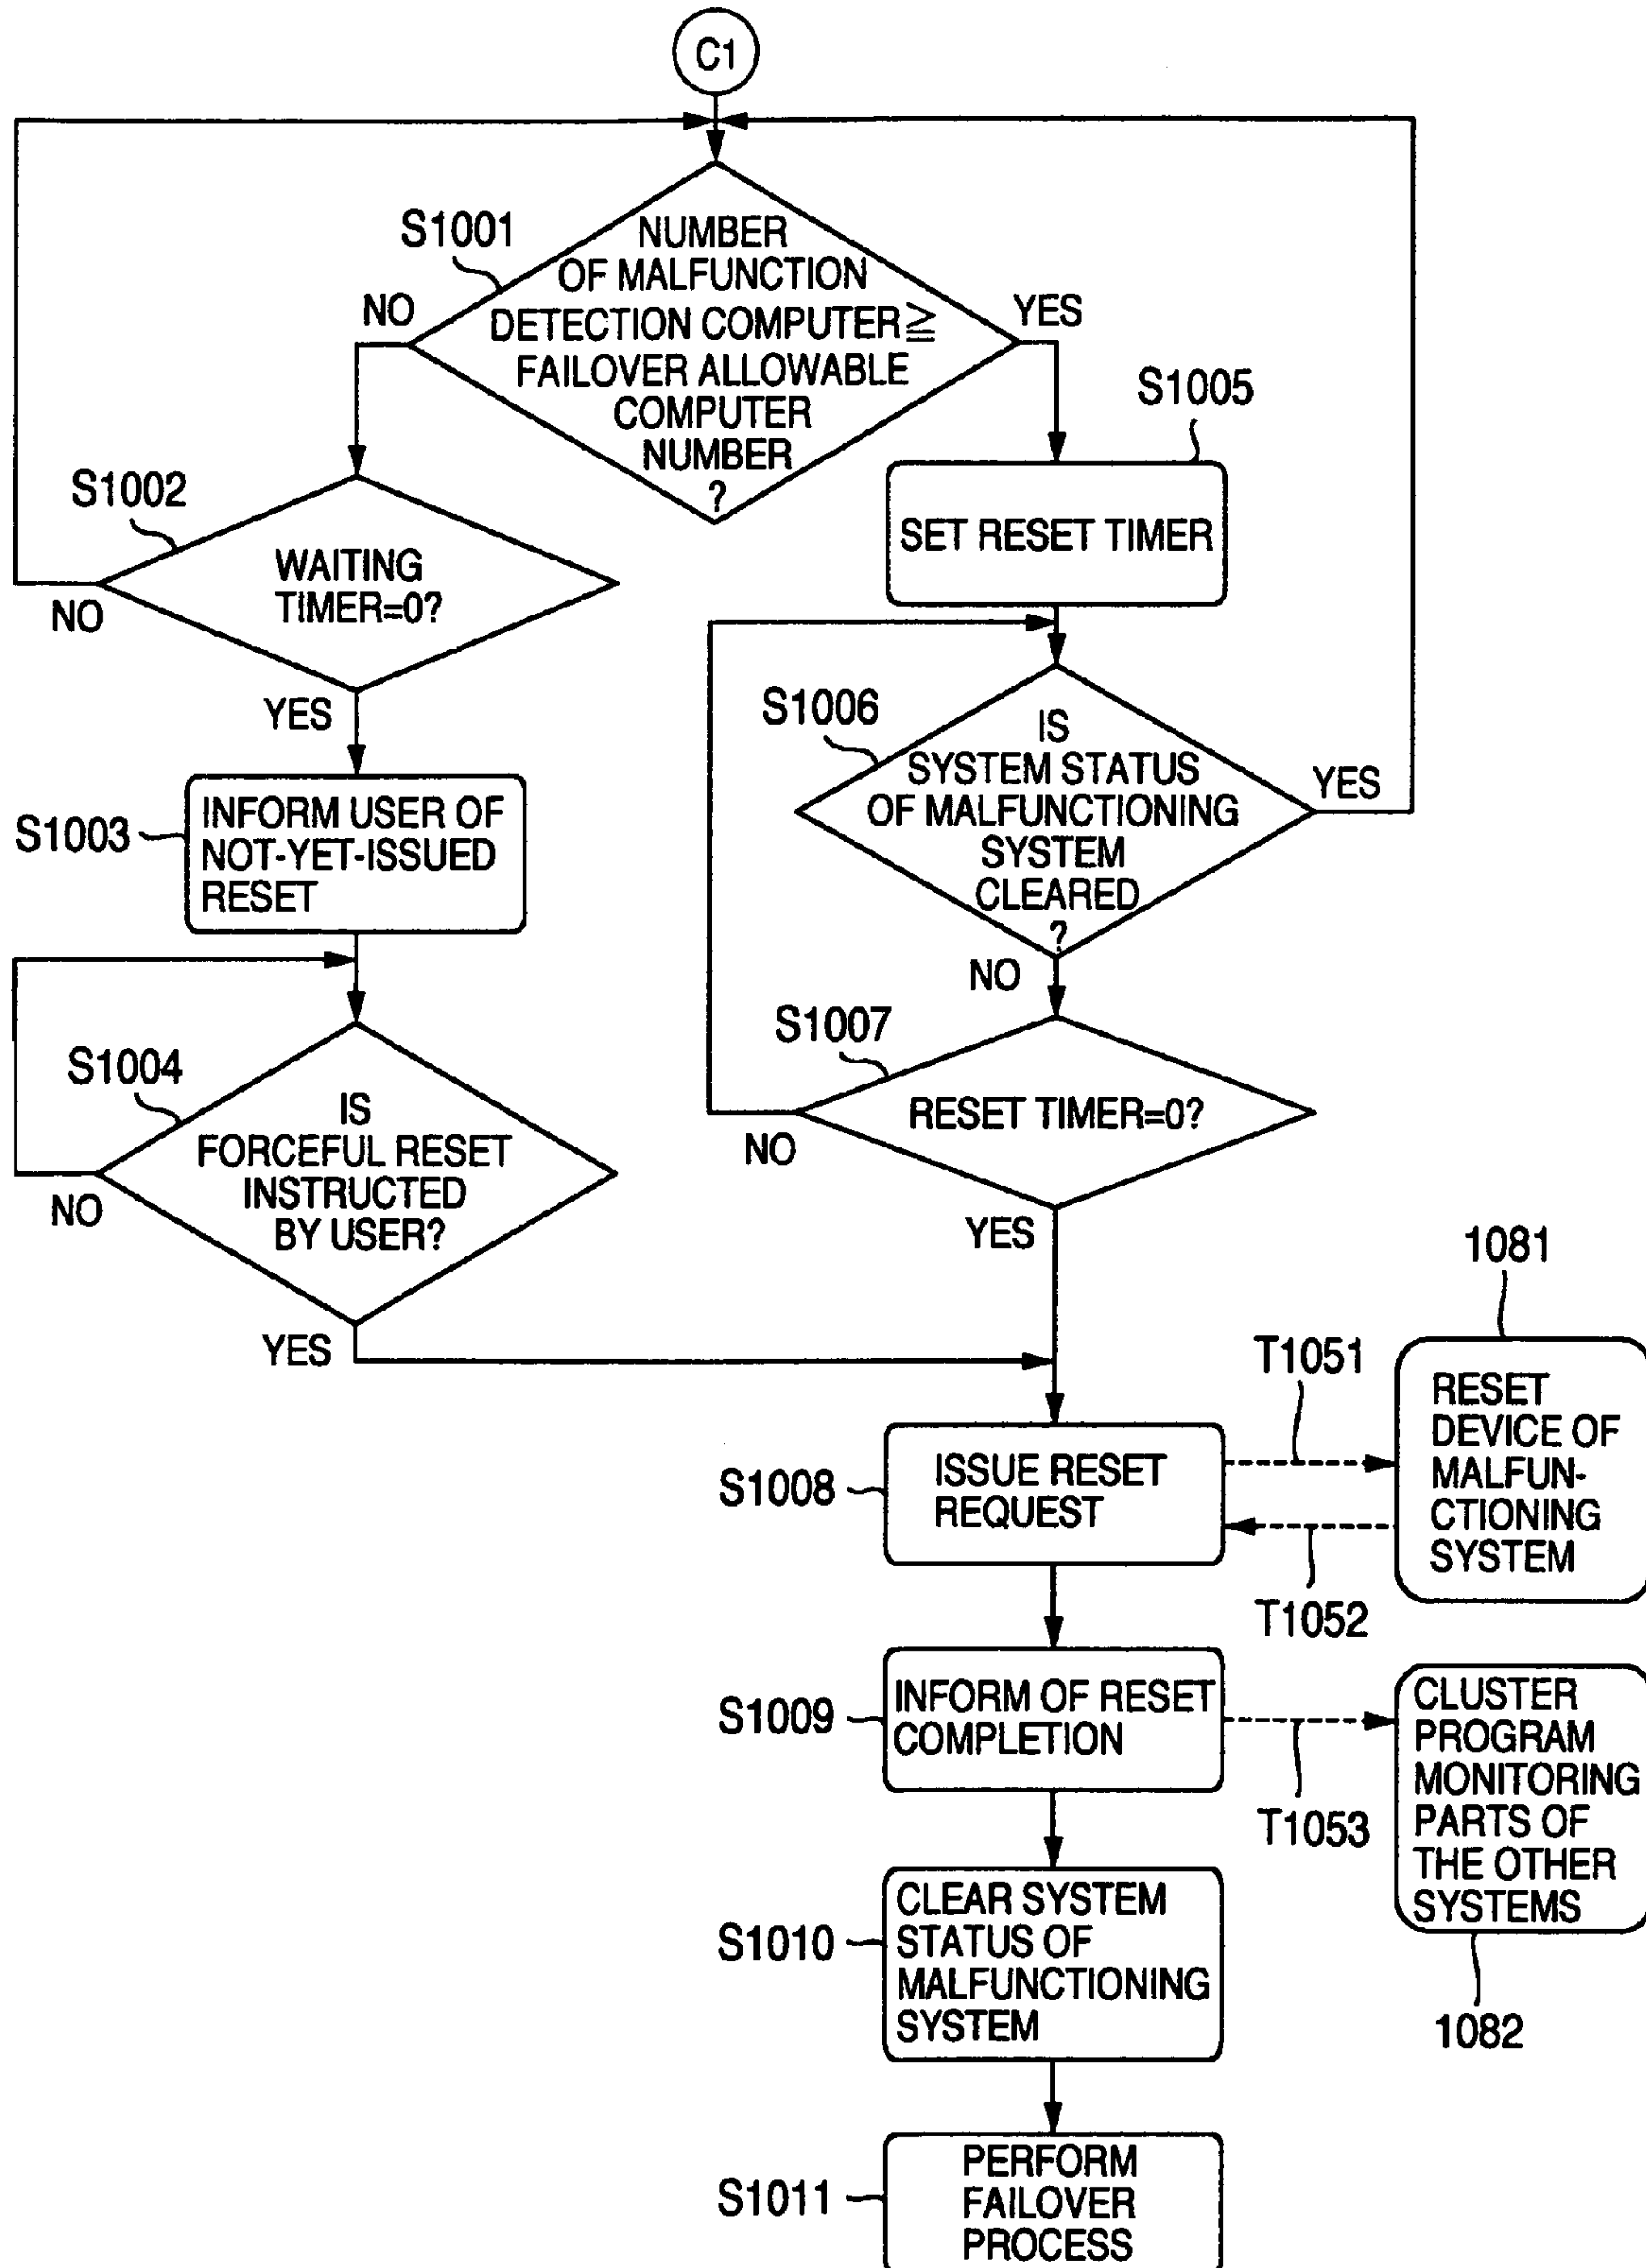 C1
S1001
NUMBER
OF MALFUNCTION
DETECTION COMPUTER≧
FAILOVER ALLOWABLE
COMPUTER
NUMBER
?
NO
YES
S1005
SET RESET TIMER
S1002
WAITING
TIMER=0?
NO
YES
S1006
IS
SYSTEM STATUS
OF MALFUNCTIONING
SYSTEM
CLEARED
?
YES
NO
S1003
INFORM USER OF
NOT-YET-ISSUED
RESET
S1007
RESET TIMER=0?
NO
YES
S1004
IS
FORCEFUL RESET
INSTRUCTED
BY USER?
NO
YES
1081
T1051
RESET
DEVICE OF
MALFUN-
CTIONING
SYSTEM
S1008
ISSUE RESET
REQUEST
T1052
S1009
INFORM OF RESET
COMPLETION
T1053
CLUSTER
PROGRAM
MONITORING
PARTS OF
THE OTHER
SYSTEMS
1082
S1010
CLEAR SYSTEM
STATUS OF
MALFUNCTIONING
SYSTEM
S1011
PERFORM
FAILOVER
PROCESS